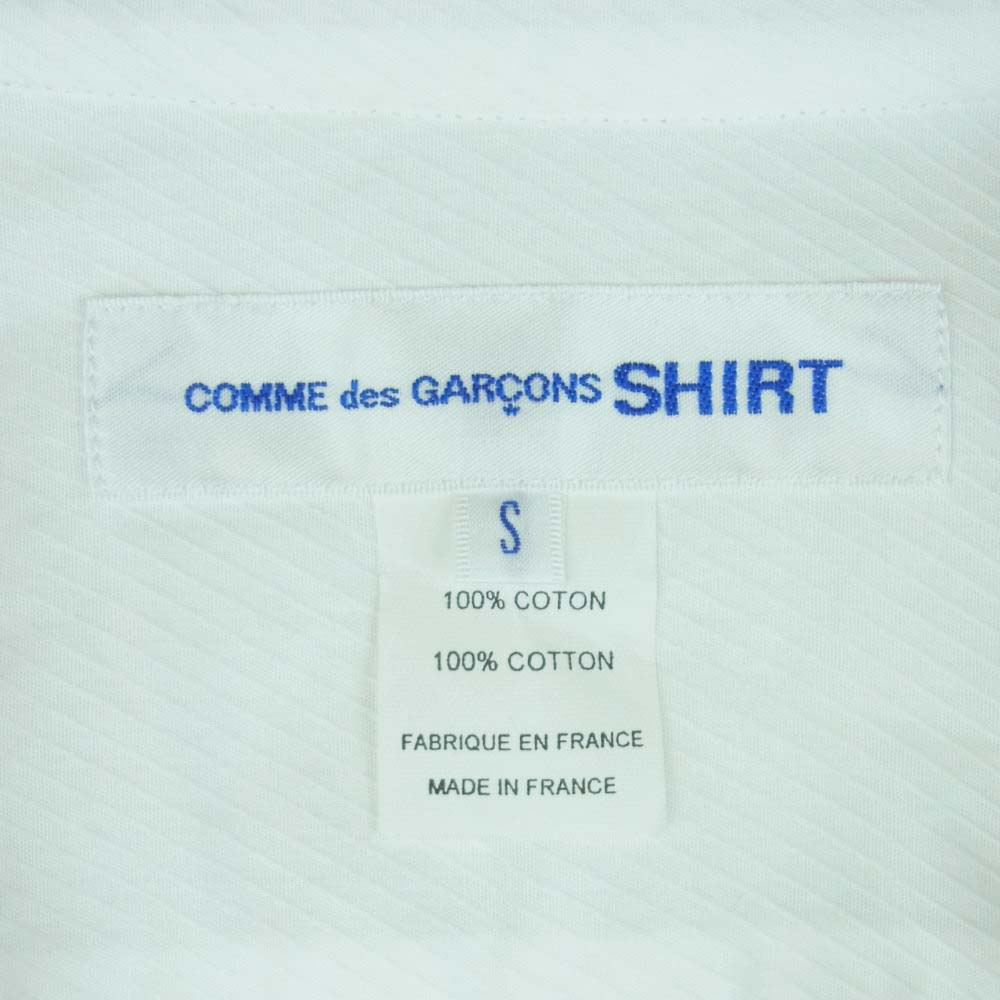 COMME des GARÇONS SHIRT
S
100% COTON
100% COTTON
FABRIQUE EN FRANCE
MADE IN FRANCE